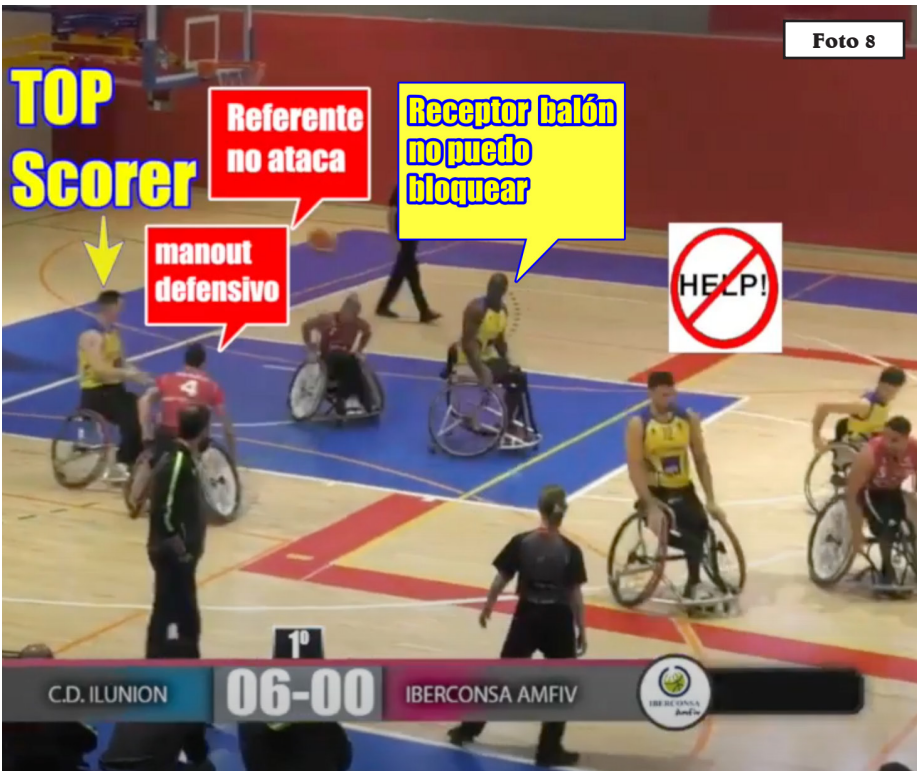 Foto 8
TOP
Scorer
Referente
no ataca
Receptor balón
no puedo
bloquear
manout
defensivo
HELP!
4
1º
C.D. ILUNION
06-00
IBERCONSA AMFIV
IBERCONSA
Amfiv